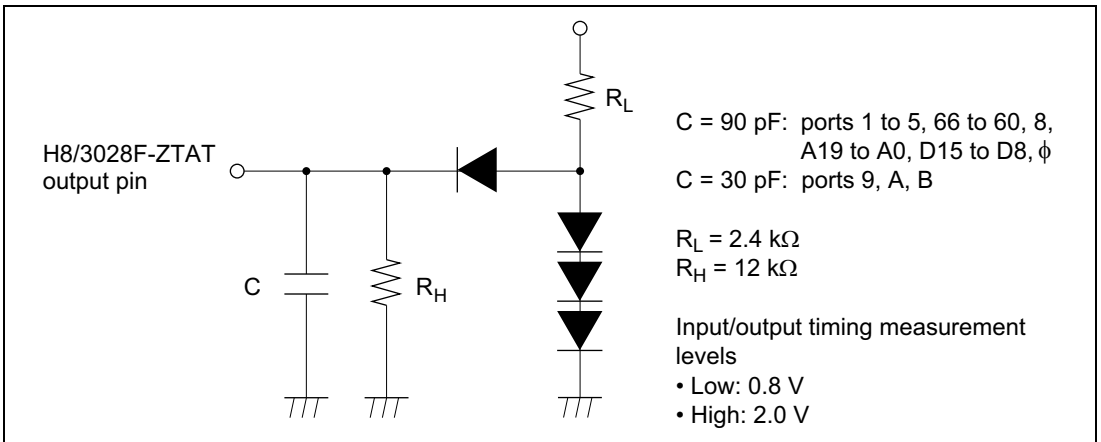 R_L
C = 90 pF: ports 1 to 5, 66 to 60, 8,
A19 to A0, D15 to D8, ϕ
C = 30 pF: ports 9, A, B
H8/3028F-ZTAT
output pin
R_L = 2.4 kΩ
R_H = 12 kΩ
C
R_H
Input/output timing measurement
levels
• Low: 0.8 V
• High: 2.0 V